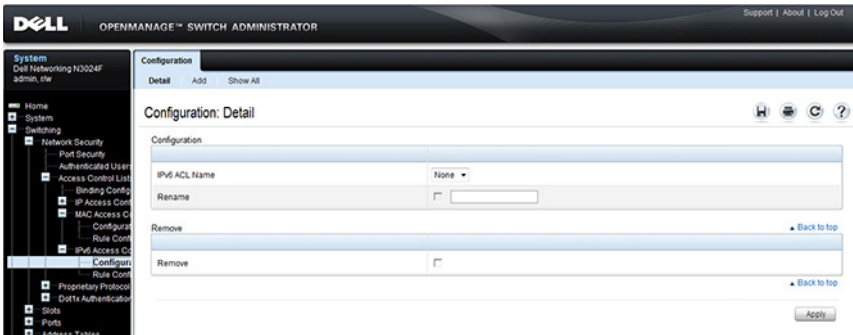 Support | About | Log Out
DELL OPENMANAGE™ SWITCH ADMINISTRATOR
System
Dell Networking N3024F
admin, r/w
Home
System
Switching
Network Security
Port Security
Authenticated Users
Access Control List
Binding Config
IP Access Cont
MAC Access C
Configurat
Rule Conf
IPv6 Access Co
Configura
Rule Conf
Proprietary Protocol
Dot1x Authentication
Slots
Ports
Address Tables
Configuration
Detail Add Show All
Configuration: Detail
Configuration
IPv6 ACL Name None
Rename
Remove Back to top
Remove
Back to top
Apply